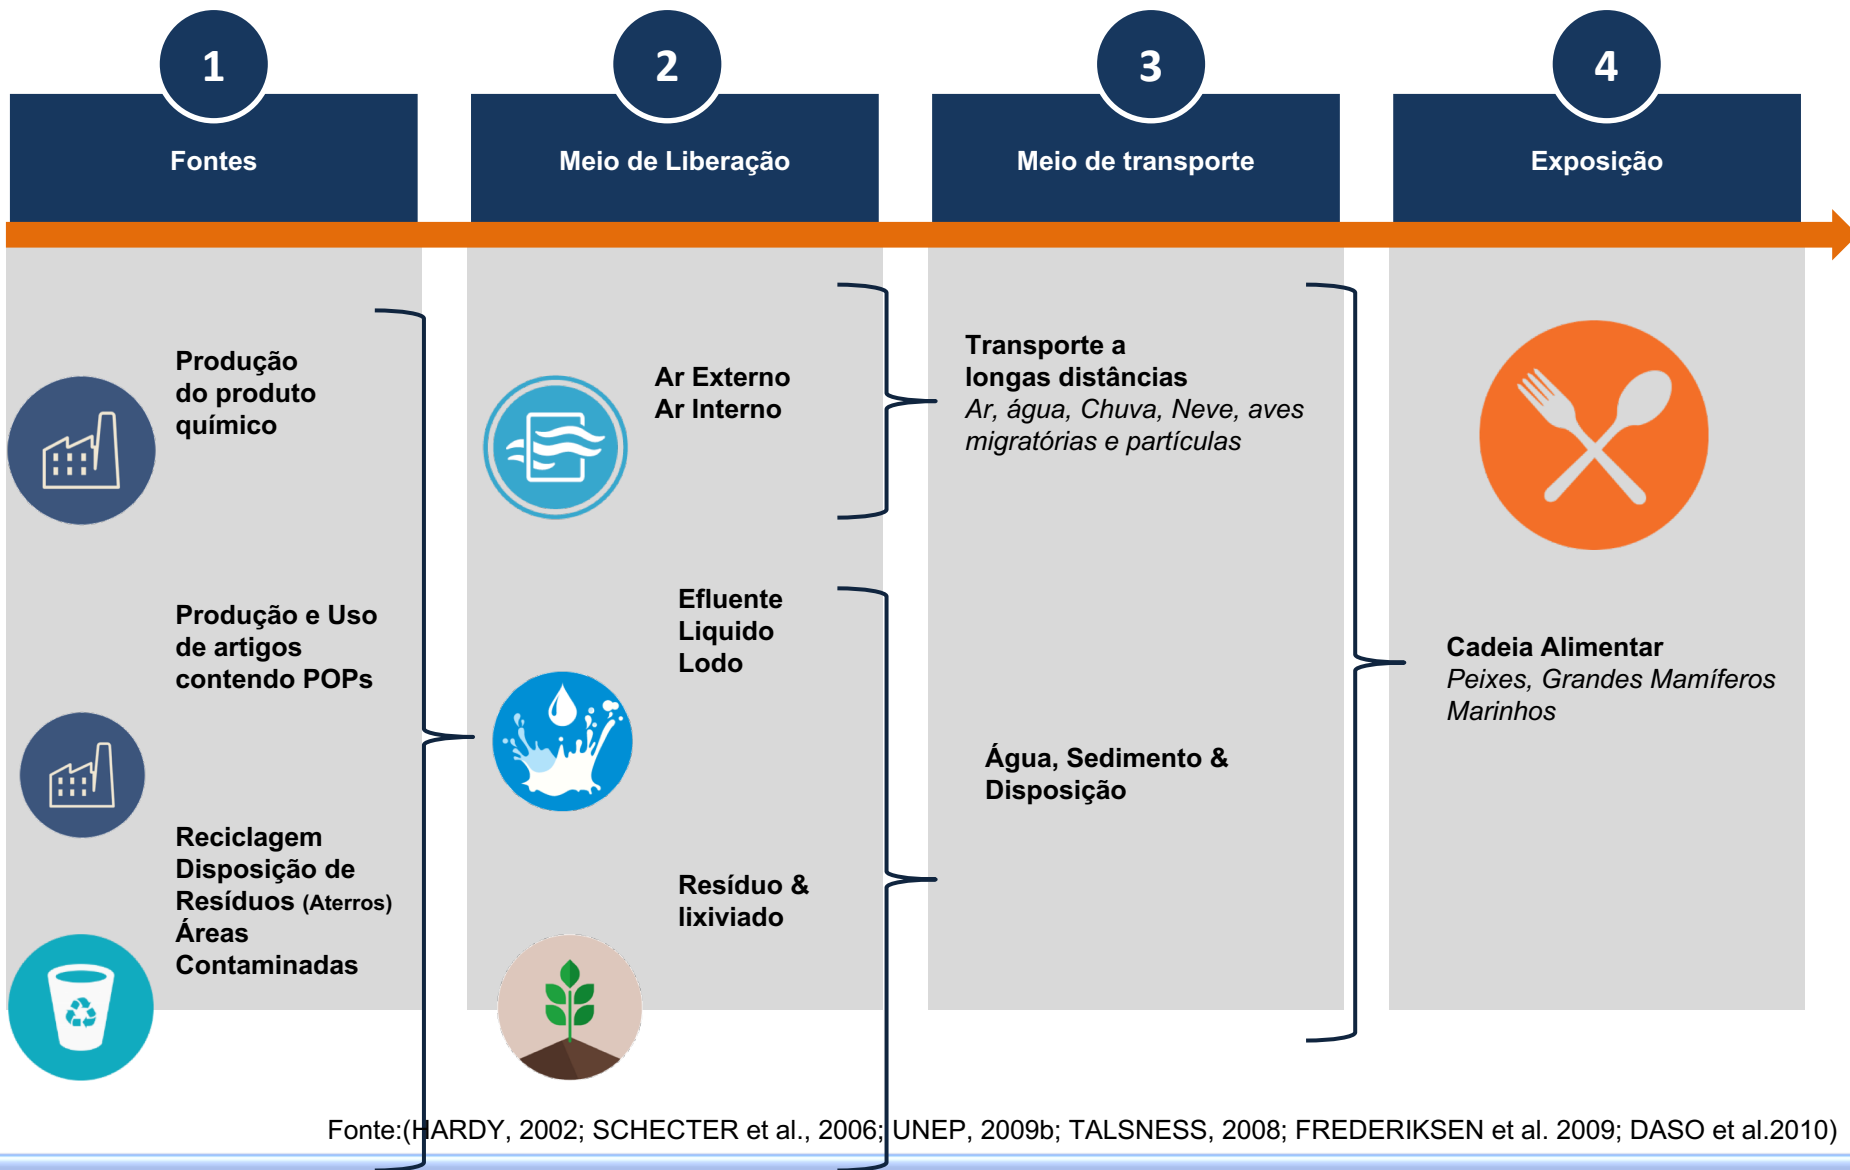 1
Fontes
2
Meio de Liberação
3
Meio de transporte
4
Exposição
Produção
do produto
químico
Produção e Uso
de artigos
contendo POPs
Reciclagem
Disposição de
Resíduos (Aterros)
Áreas
Contaminadas
Ar Externo
Ar Interno
Efluente
Liquido
Lodo
Resíduo &
lixiviado
Transporte a
longas distâncias
Ar, água, Chuva, Neve, aves
migratórias e partículas
Água, Sedimento &
Disposição
Cadeia Alimentar
Peixes, Grandes Mamíferos
Marinhos
Fonte:(HARDY, 2002; SCHECTER et al., 2006; UNEP, 2009b; TALSNESS, 2008; FREDERIKSEN et al. 2009; DASO et al.2010)